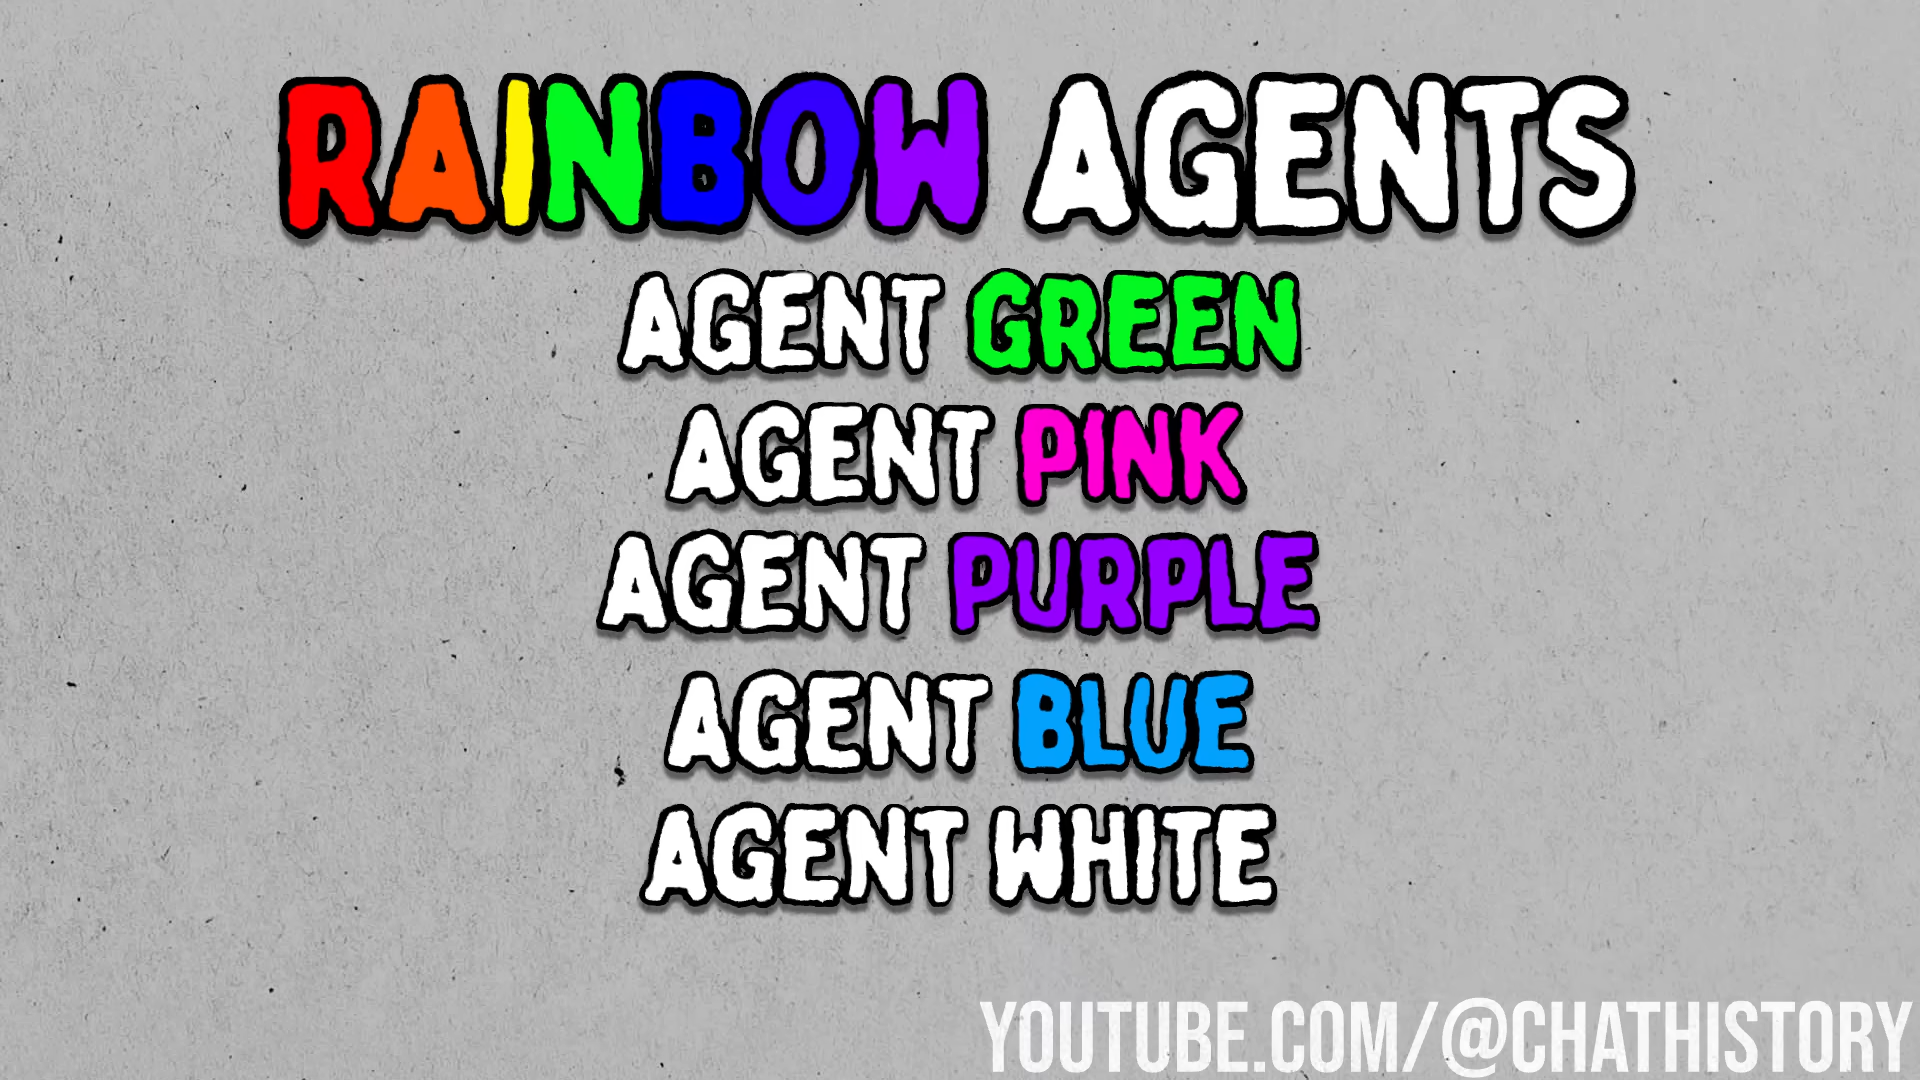 RAINBOW AGENTS
AGENT GREEN
AGENT PINK
AGENT PURPLE
AGENT BLUE
AGENT WHITE
YOUTUBE.COM/@CHATHISTORY